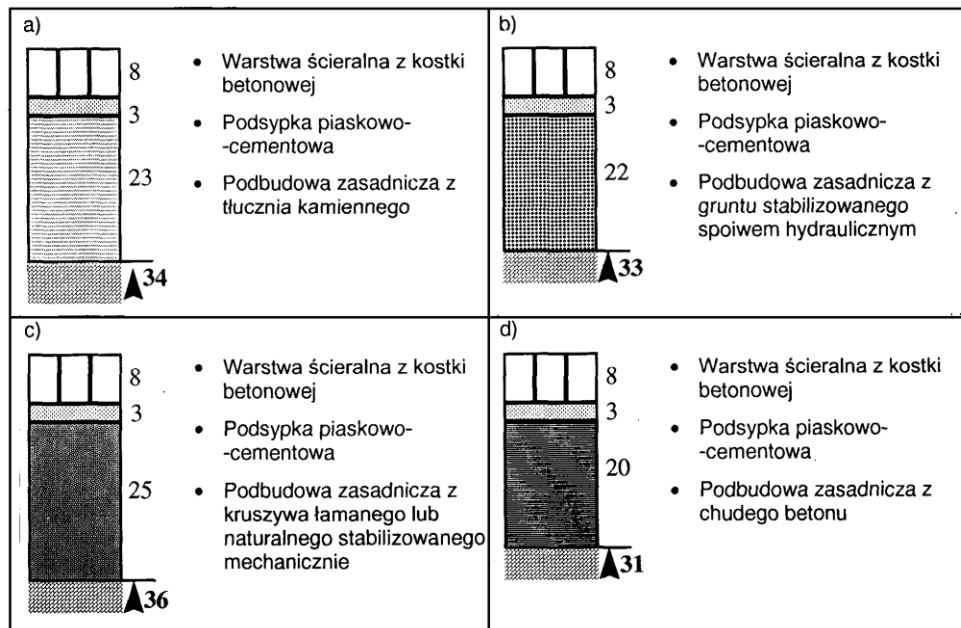 a)
8
3
23
34
• Warstwa ścieralna z kostki
betonowej
• Podsypka piaskowo-
-cementowa
• Podbudowa zasadnicza z
tłucznia kamiennego
b)
8
3
22
33
• Warstwa ścieralna z kostki
betonowej
• Podsypka piaskowo-
-cementowa
• Podbudowa zasadnicza z
gruntu stabilizowanego
spoiwem hydraulicznym
c)
8
3
25
36
• Warstwa ścieralna z kostki
betonowej
• Podsypka piaskowo-
-cementowa
• Podbudowa zasadnicza z
kruszywa łamanego lub
naturalnego stabilizowanego
mechanicznie
d)
8
3
20
31
• Warstwa ścieralna z kostki
betonowej
• Podsypka piaskowo-
-cementowa
• Podbudowa zasadnicza z
chudego betonu